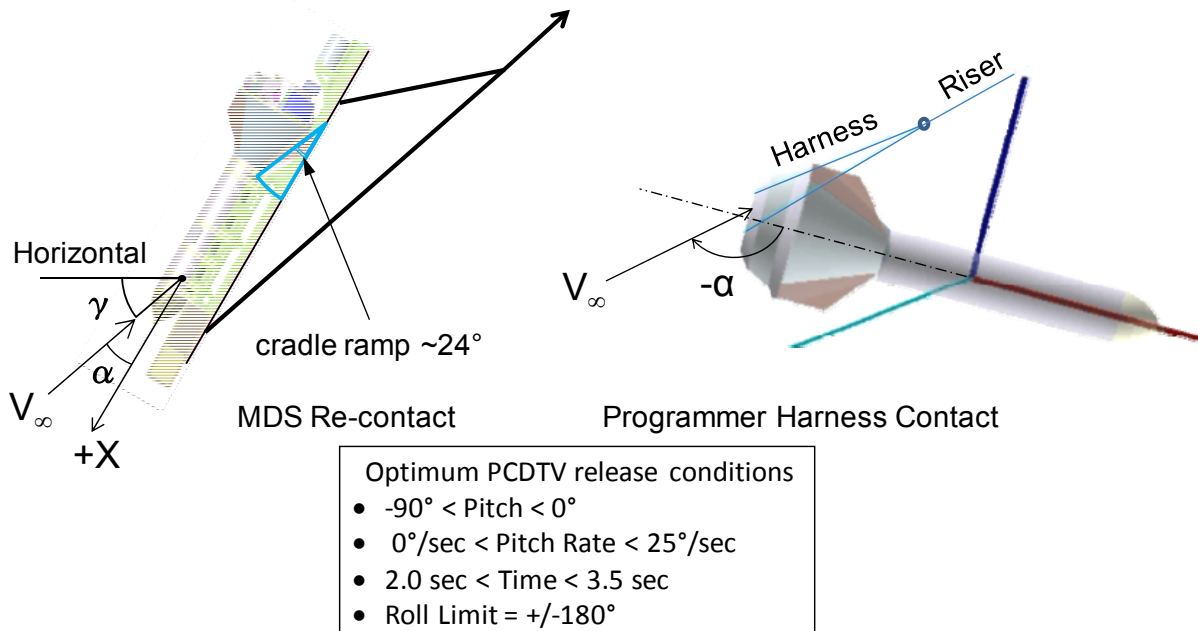 Horizontal
γ
V∞
α
+X
cradle ramp ~24°
MDS Re-contact
Harness
Riser
V∞
-α
Programmer Harness Contact
Optimum PCDTV release conditions
• -90° < Pitch < 0°
• 0°/sec < Pitch Rate < 25°/sec
• 2.0 sec < Time < 3.5 sec
• Roll Limit = +/-180°